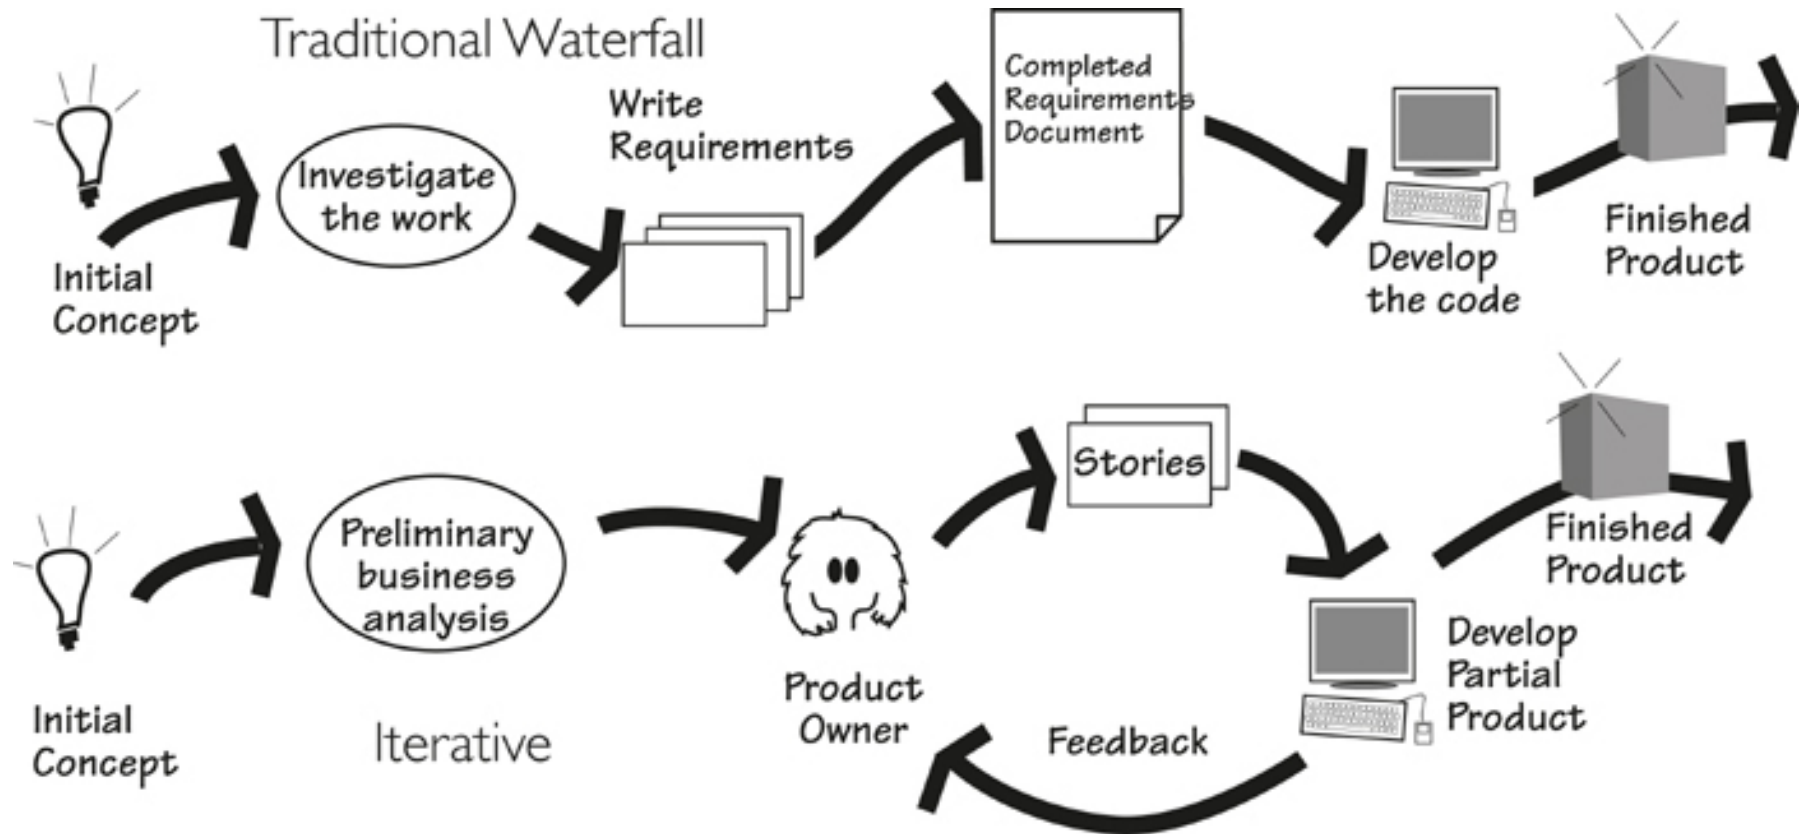 Traditional Waterfall
Initial
Concept
Investigate
the work
Write
Requirements
Completed
Requirements
Document
Develop
the code
Finished
Product
Initial
Concept
Preliminary
business
analysis
Iterative
Product
Owner
Stories
Feedback
Develop
Partial
Product
Finished
Product